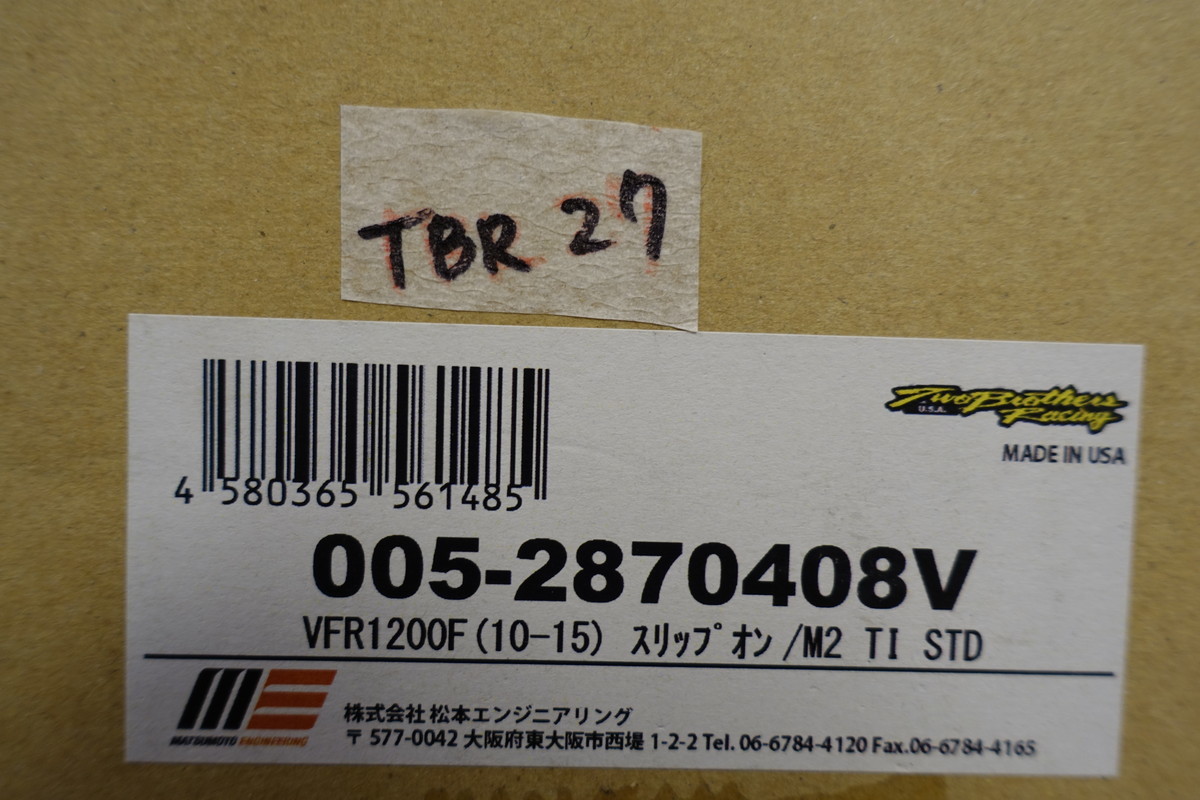 TBR 27
Two Brothers
U.S.A. Racing
MADE IN USA
4 580365 561485
005-2870408V
VFR1200F(10-15) スリップオン/M2 TI STD
ME
MATSUMOTO ENGINEERING
株式会社 松本エンジニアリング
〒577-0042 大阪府東大阪市西堤 1-2-2 Tel. 06-6784-4120 Fax.06-6784-4165